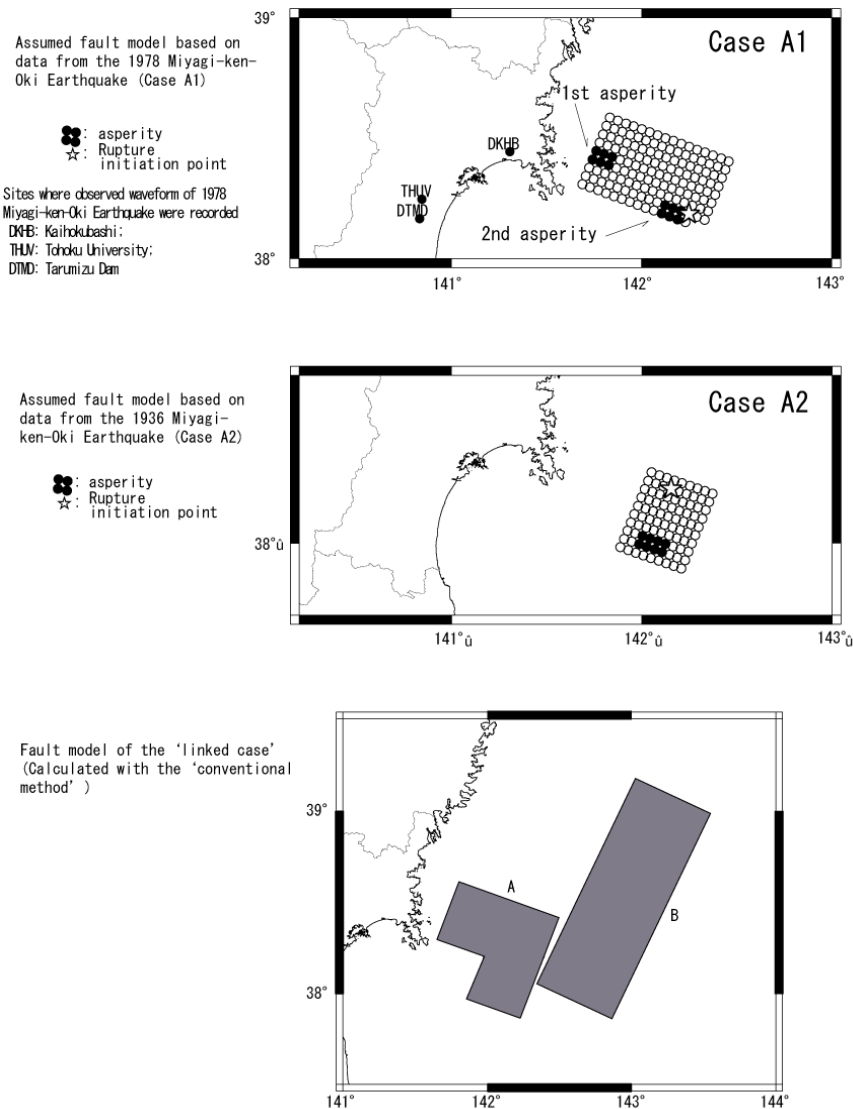 Assumed fault model based on
data from the 1978 Miyagi-ken-
Oki Earthquake (Case A1)
: asperity
: Rupture
initiation point
Sites where observed waveform of 1978
Miyagi-ken-Oki Earthquake were recorded
DKHB: Kaihokubashi;
THUV: Tohoku University;
DTMD: Tarumizu Dam
39°
Case A1
1st asperity
DKHB
THUV
DTMD
2nd asperity
38°
141°
142°
143°
Assumed fault model based on
data from the 1936 Miyagi-
ken-Oki Earthquake (Case A2)
: asperity
: Rupture
initiation point
Case A2
38°û
141°û
142°û
143°û
Fault model of the ‘linked case’
(Calculated with the ‘conventional
method’)
39°
A
B
38°
141°
142°
143°
144°